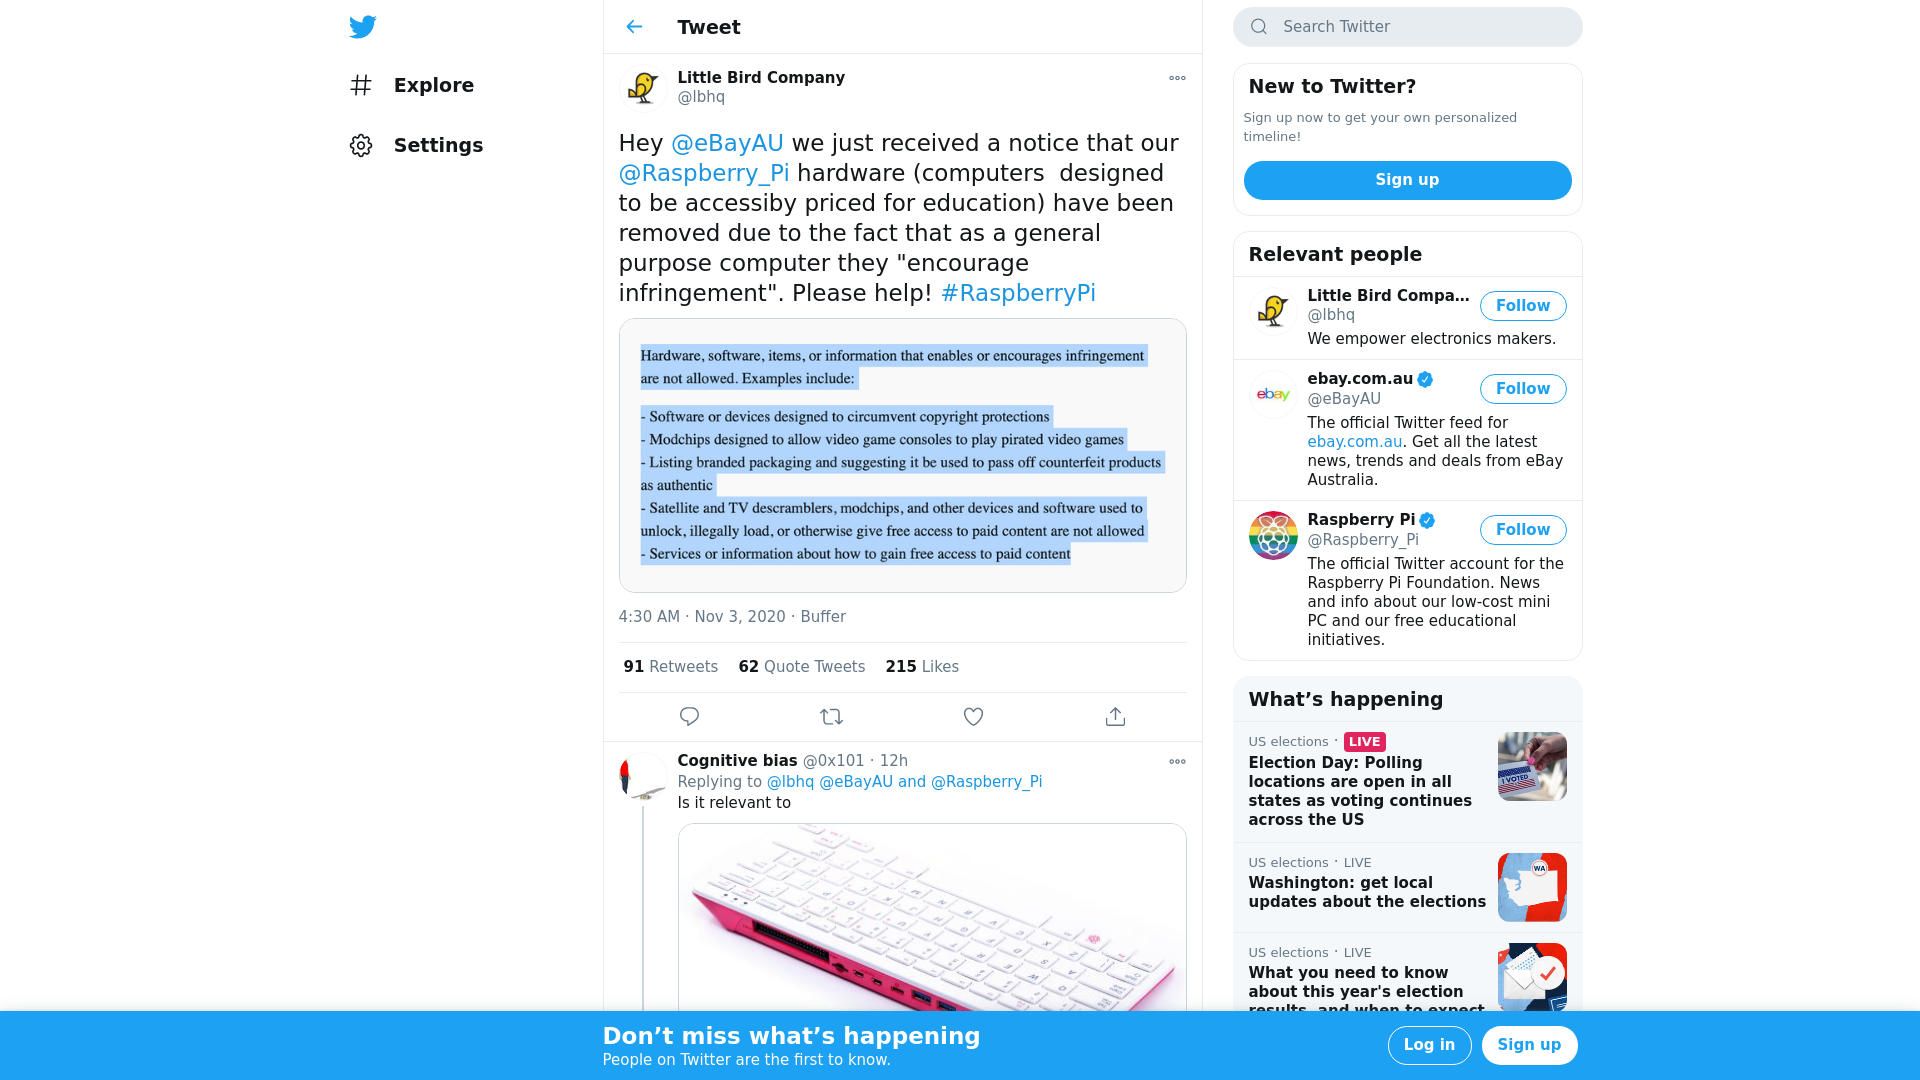 Explore
Settings
Tweet
Little Bird Company
@lbhq
Hey @eBayAU we just received a notice that our
@Raspberry_Pi hardware (computers  designed
to be accessiby priced for education) have been
removed due to the fact that as a general
purpose computer they "encourage
infringement". Please help! #RaspberryPi
Hardware, software, items, or information that enables or encourages infringement
are not allowed. Examples include:
- Software or devices designed to circumvent copyright protections
- Modchips designed to allow video game consoles to play pirated video games
- Listing branded packaging and suggesting it be used to pass off counterfeit products
as authentic
- Satellite and TV descramblers, modchips, and other devices and software used to
unlock, illegally load, or otherwise give free access to paid content are not allowed
- Services or information about how to gain free access to paid content
4:30 AM · Nov 3, 2020 · Buffer
91 Retweets 62 Quote Tweets 215 Likes
Cognitive bias @0x101 · 12h
Replying to @lbhq @eBayAU and @Raspberry_Pi
Is it relevant to
Search Twitter
New to Twitter?
Sign up now to get your own personalized
timeline!
Sign up
Relevant people
Little Bird Compa...
@lbhq
Follow
We empower electronics makers.
ebay
ebay.com.au
@eBayAU
Follow
The official Twitter feed for
ebay.com.au. Get all the latest
news, trends and deals from eBay
Australia.
Raspberry Pi
@Raspberry_Pi
Follow
The official Twitter account for the
Raspberry Pi Foundation. News
and info about our low-cost mini
PC and our free educational
initiatives.
What's happening
US elections · LIVE
Election Day: Polling
locations are open in all
states as voting continues
across the US
I VOTED
US elections · LIVE
Washington: get local
updates about the elections
WA
US elections · LIVE
What you need to know
about this year's election
results, and when to expect
Don't miss what's happening
People on Twitter are the first to know.
Log in
Sign up